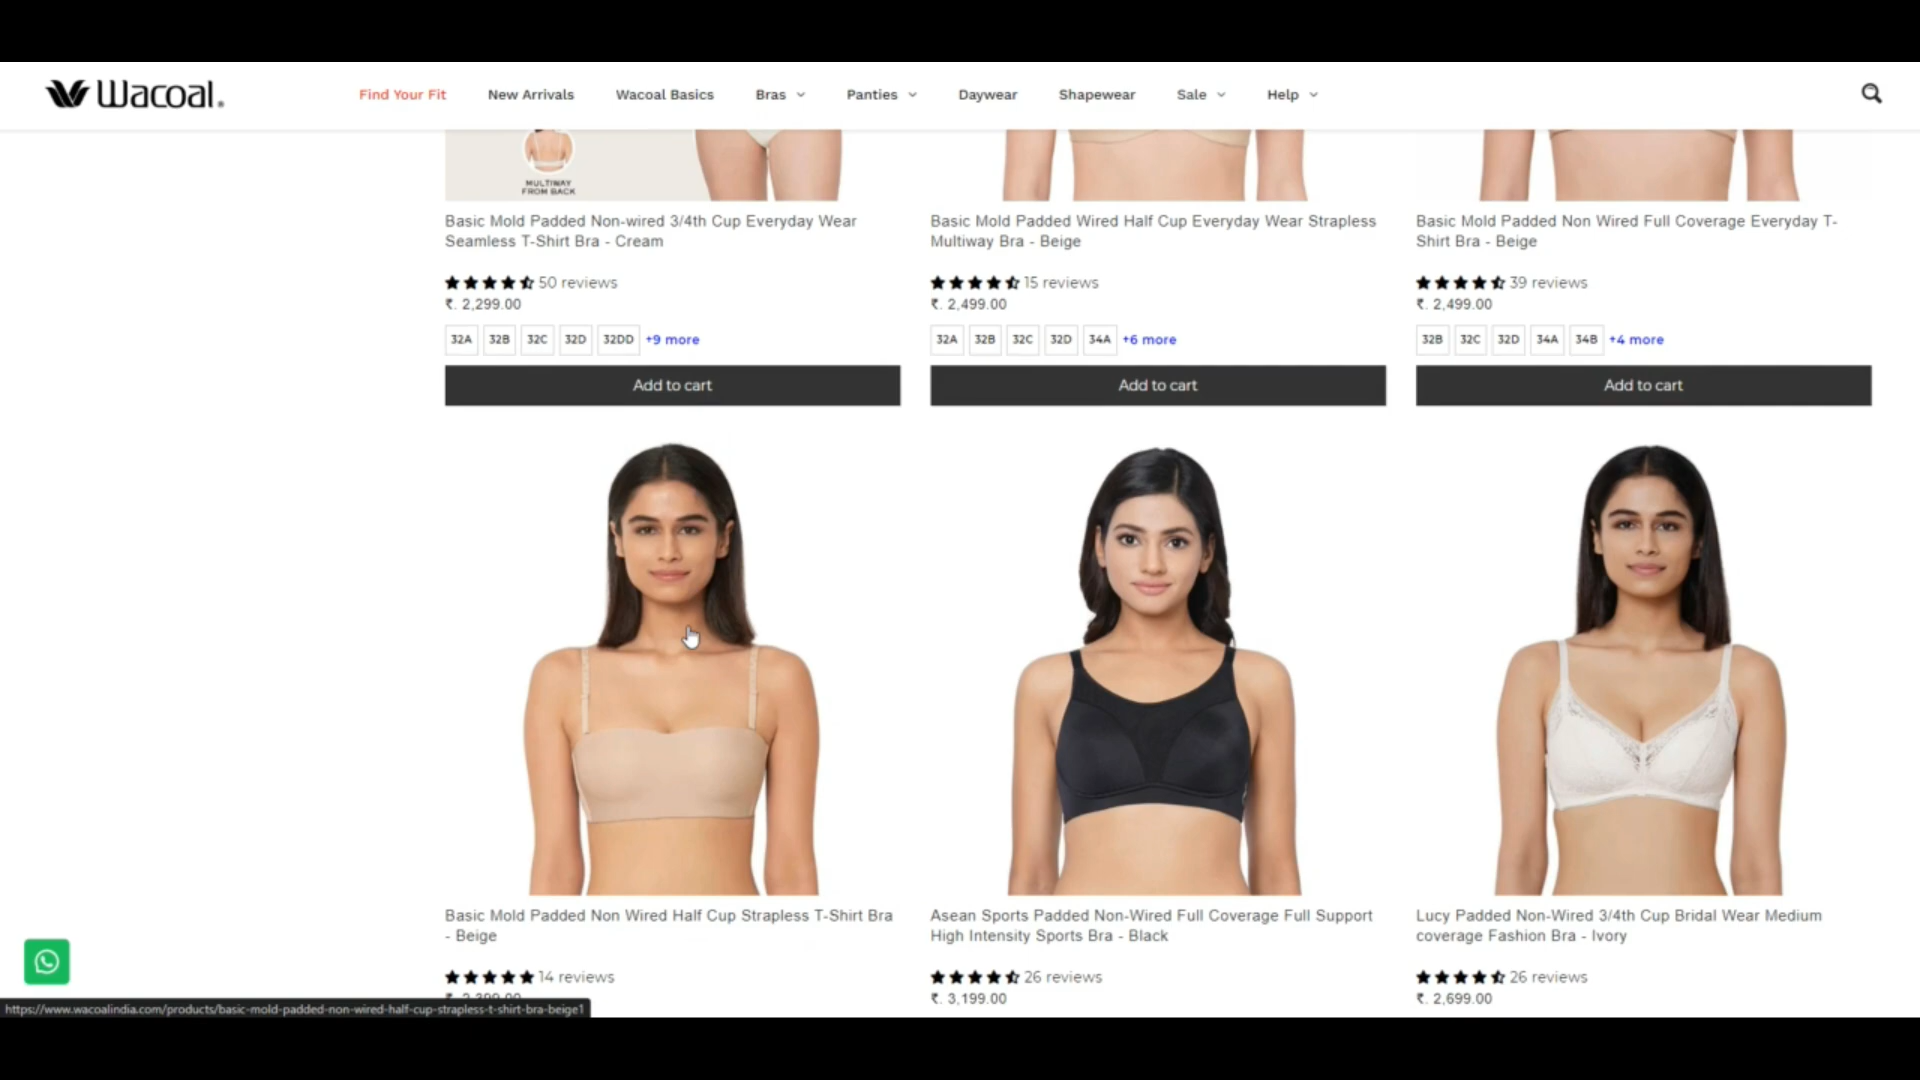 Wacoal.
Find Your Fit New Arrivals Wacoal Basics Bras Panties Daywear Shapewear Sale Help
MULTIWAY
FROM BACK
Basic Mold Padded Non-wired 3/4th Cup Everyday Wear
Seamless T-Shirt Bra - Cream
50 reviews
₹. 2,299.00
32A 32B 32C 32D 32DD +9 more
Add to cart
Basic Mold Padded Wired Half Cup Everyday Wear Strapless
Multiway Bra - Beige
15 reviews
₹. 2,499.00
32A 32B 32C 32D 34A +6 more
Add to cart
Basic Mold Padded Non Wired Full Coverage Everyday T-
Shirt Bra - Beige
39 reviews
₹. 2,499.00
32B 32C 32D 34A 34B +4 more
Add to cart
Basic Mold Padded Non Wired Half Cup Strapless T-Shirt Bra
- Beige
14 reviews
₹. 2,399.00
Asean Sports Padded Non-Wired Full Coverage Full Support
High Intensity Sports Bra - Black
26 reviews
₹. 3,199.00
Lucy Padded Non-Wired 3/4th Cup Bridal Wear Medium
coverage Fashion Bra - Ivory
26 reviews
₹. 2,699.00
https://www.wacoalindia.com/products/basic-mold-padded-non-wired-half-cup-strapless-t-shirt-bra-beige1